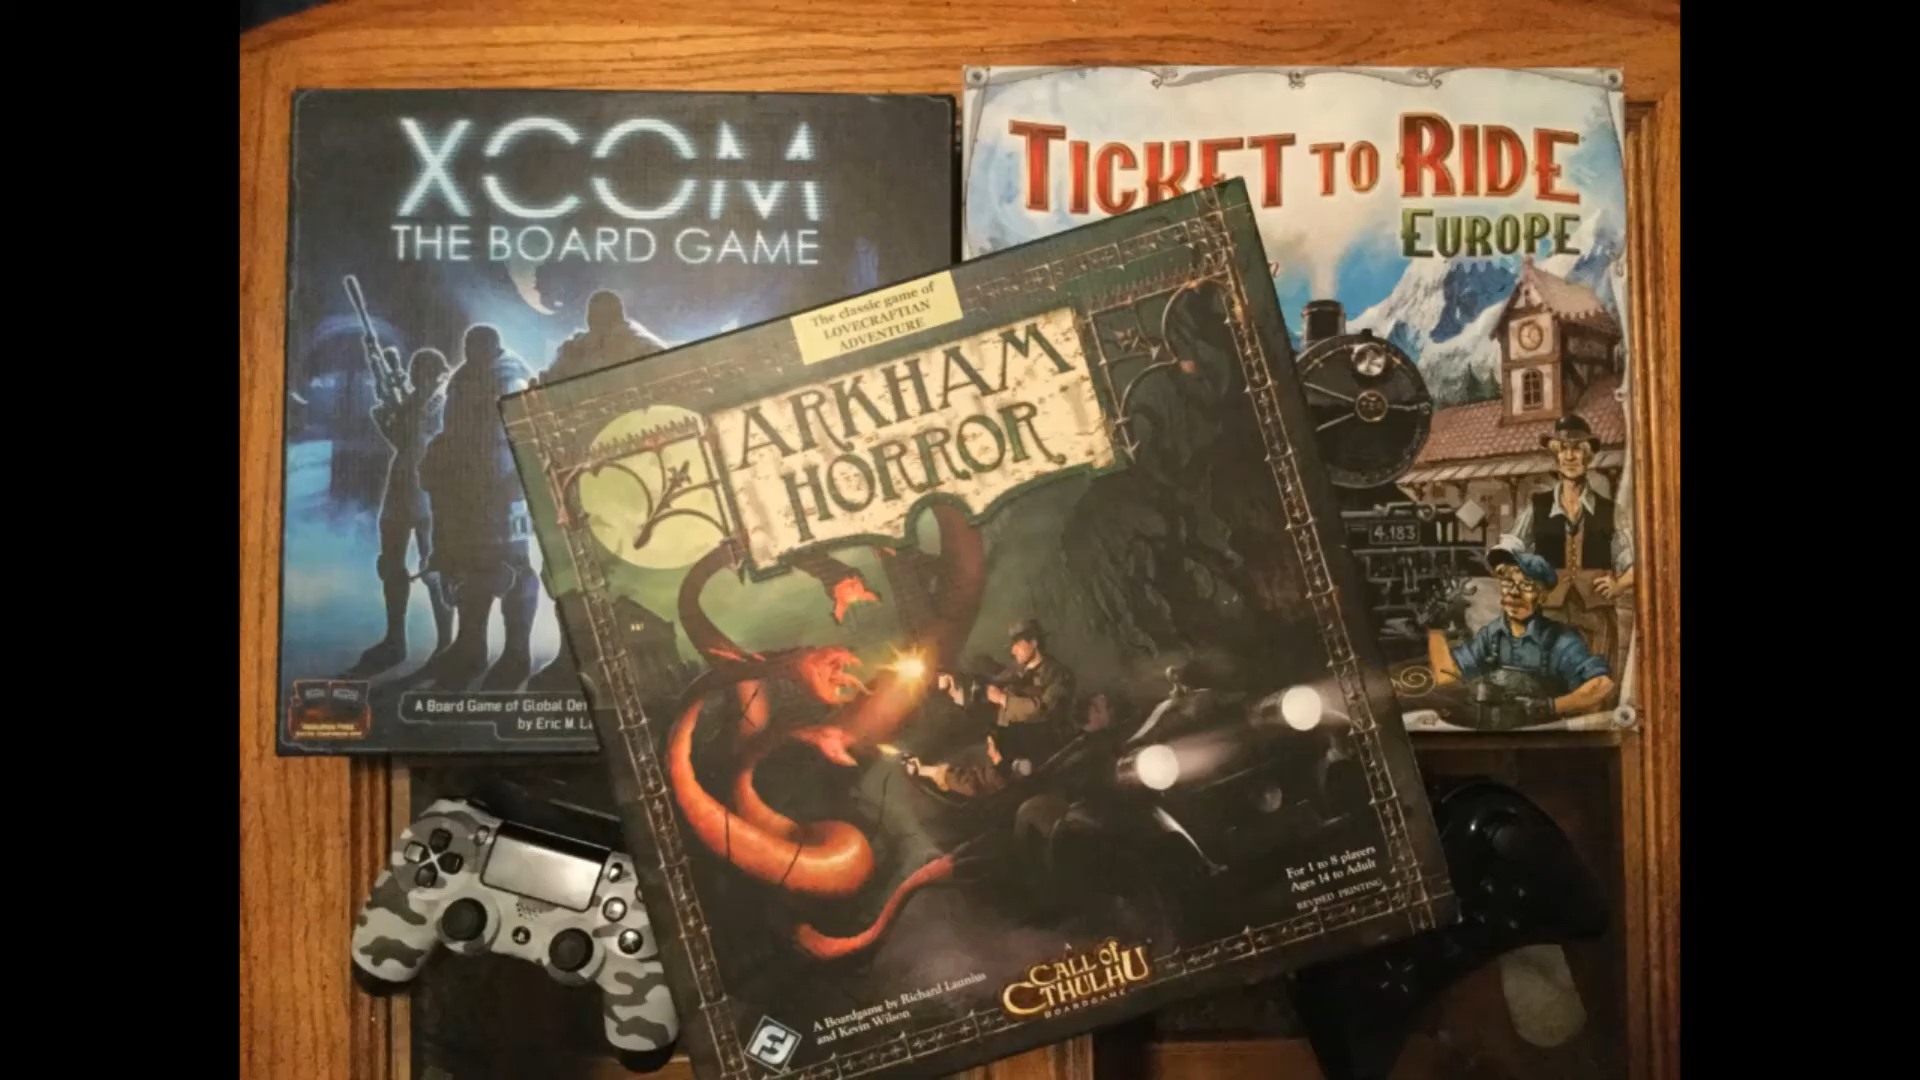 XCOM
THE BOARD GAME
A Board Game of Global De
by Eric M. L
TICKET TO RIDE
EUROPE
4.183
The classic game of
LOVECRAFTIAN
ADVENTURE
ARKHAM
HORROR
For 1 to 8 players
Ages 14 to Adult
REVISED PRINTING
A
CALL OF
CTHULHU
BOARDGAME
A Boardgame by Richard Launius
and Kevin Wilson